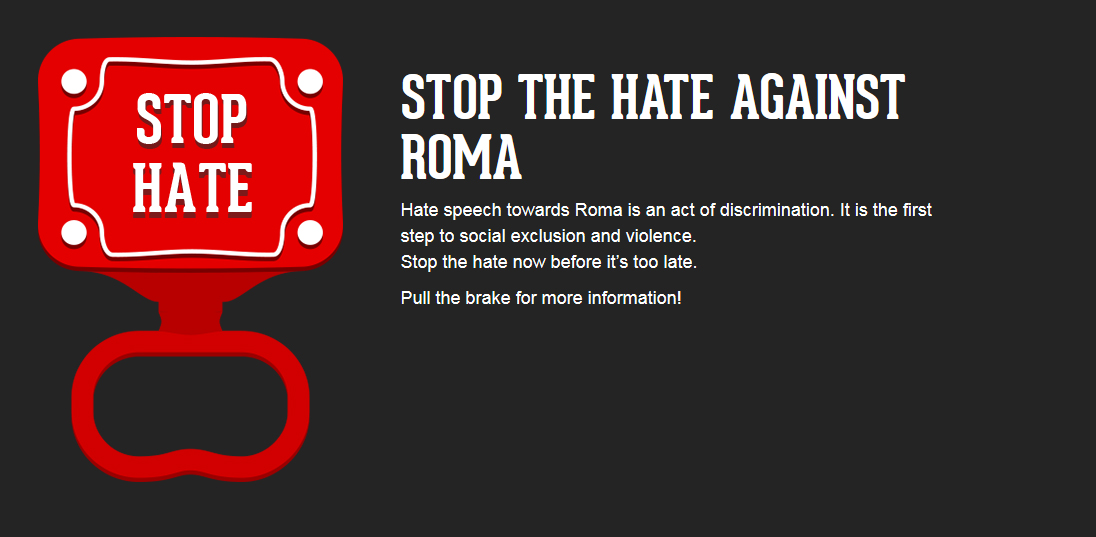 STOP
HATE
STOP THE HATE AGAINST
ROMA
Hate speech towards Roma is an act of discrimination. It is the first
step to social exclusion and violence.
Stop the hate now before it's too late.
Pull the brake for more information!